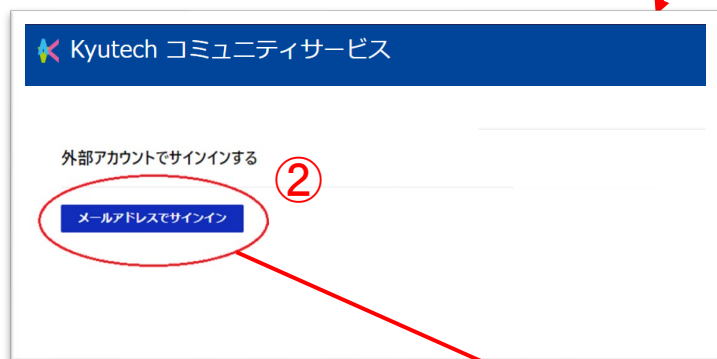 Kyutech コミュニティサービス
外部アカウントでサインインする
②
メールアドレスでサインイン